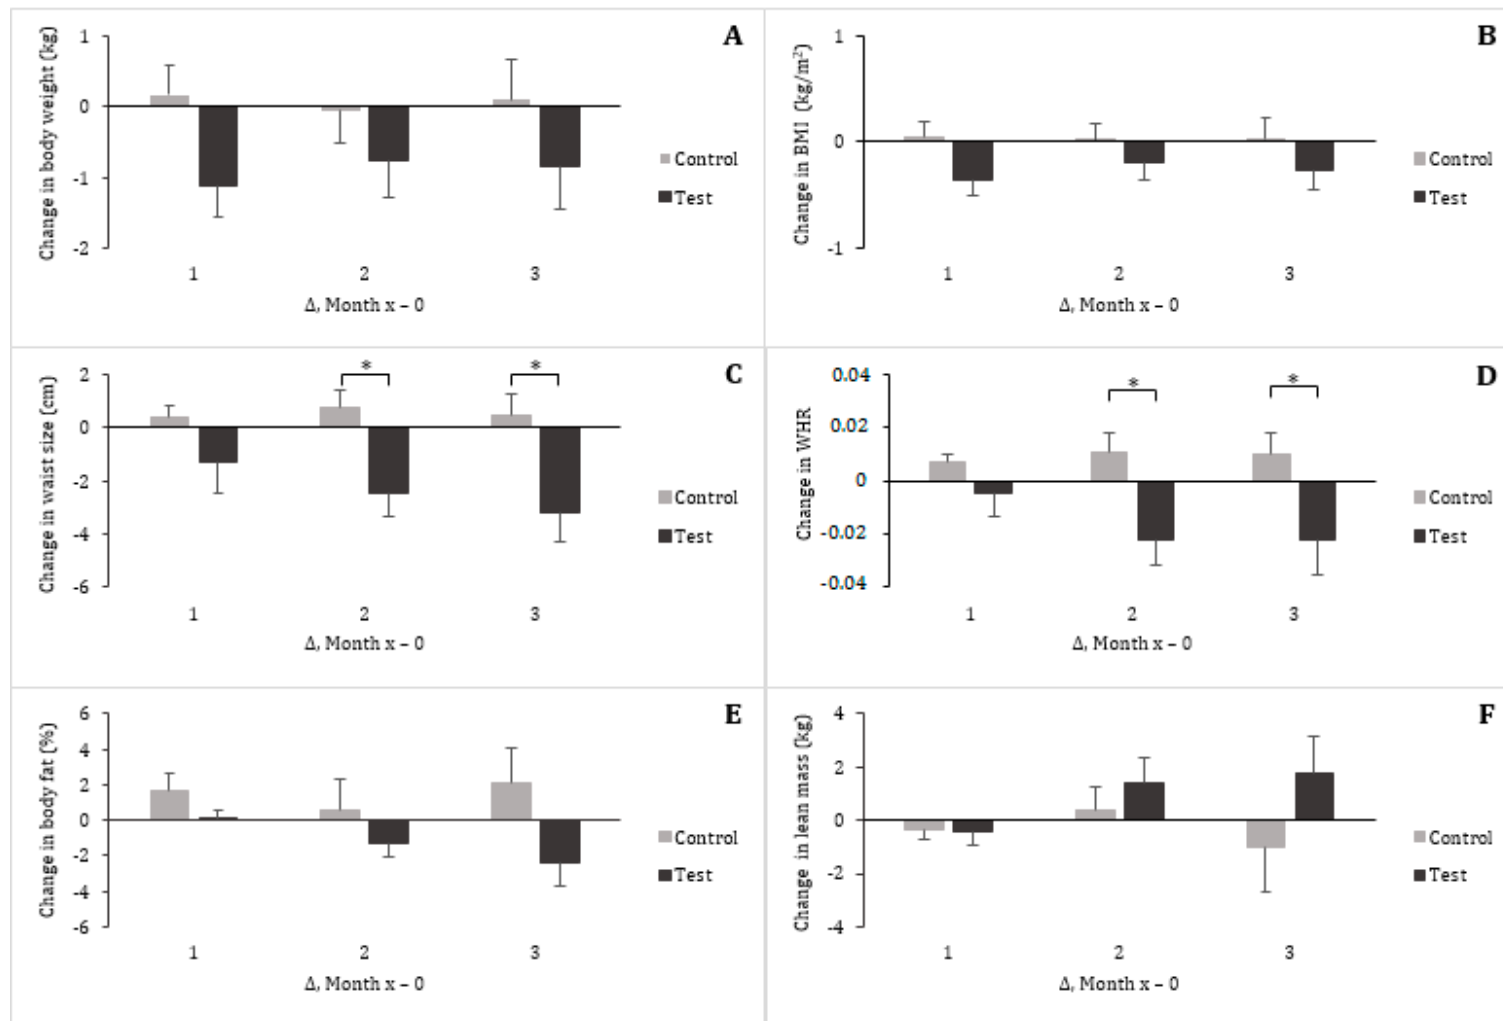 A
Change in body weight (kg)
1
0
-1
-2
1 2 3
Δ, Month x – 0
Control
Test
B
Change in BMI (kg/m²)
1
0
-1
1 2 3
Δ, Month x – 0
Control
Test
C
Change in waist size (cm)
2
0
-2
-4
-6
* *
1 2 3
Δ, Month x – 0
Control
Test
D
Change in WHR
0.04
0.02
0
-0.02
-0.04
* *
1 2 3
Δ, Month x – 0
Control
Test
E
Change in body fat (%)
6
4
2
0
-2
-4
-6
1 2 3
Δ, Month x – 0
Control
Test
F
Change in lean mass (kg)
4
2
0
-2
-4
1 2 3
Δ, Month x – 0
Control
Test